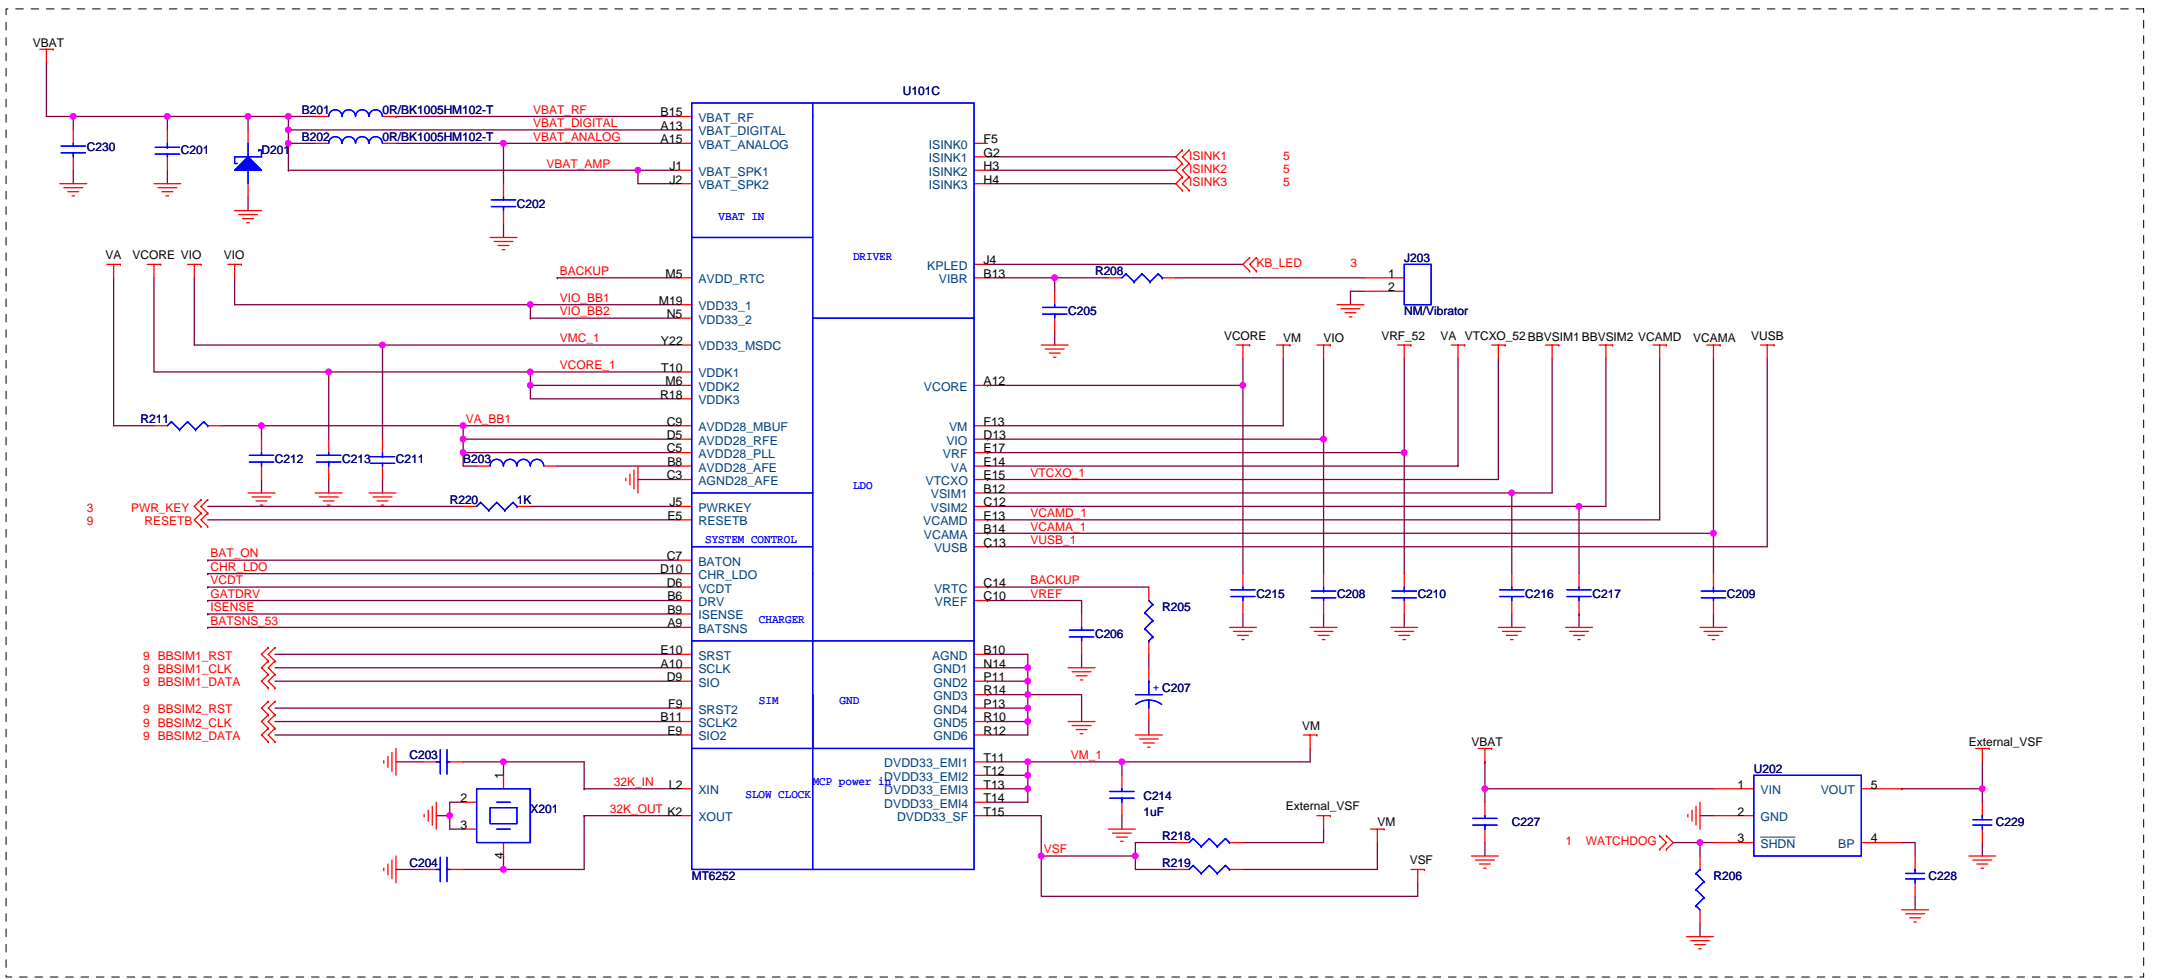 VBAT
U101C
B201 0R/BK1005HM102-T VBAT_RF B15 VBAT_RF
VBAT_DIGITAL A13 VBAT_DIGITAL
B202 0R/BK1005HM102-T VBAT_ANALOG A15 VBAT_ANALOG
C230 C201 D201
VBAT_AMP J1 VBAT_SPK1
J2 VBAT_SPK2
C202
VBAT IN
ISINK0 F5
ISINK1 G2 ISINK1 5
ISINK2 H3 ISINK2 5
ISINK3 H4 ISINK3 5
DRIVER
KPLED J4 KB_LED 3
VIBR B13 R208
C205
J203
1
2
NM/Vibrator
VA VCORE VIO VIO
BACKUP M5 AVDD_RTC
VIO_BB1 M19 VDD33_1
VIO_BB2 N5 VDD33_2
VMC_1 Y22 VDD33_MSDC
VCORE_1 T10 VDDK1
M6 VDDK2
R18 VDDK3
R211 VA_BB1 C9 AVDD28_MBUF
D5 AVDD28_RFE
C5 AVDD28_PLL
C212 C213 C211 B203 B8 AVDD28_AFE
C3 AGND28_AFE
3 PWR_KEY R220 1K J5 PWRKEY
9 RESETB E5 RESETB
SYSTEM CONTROL
BAT_ON C7 BATON
CHR_LDO D10 CHR_LDO
VCDT D6 VCDT
GATDRV B6 DRV
ISENSE B9 ISENSE
BATSNS_53 A9 BATSNS
CHARGER
9 BBSIM1_RST E10 SRST
9 BBSIM1_CLK A10 SCLK
9 BBSIM1_DATA D9 SIO
SIM
9 BBSIM2_RST F9 SRST2
9 BBSIM2_CLK B11 SCLK2
9 BBSIM2_DATA E9 SIO2
C203
1
2
3
4
X201
C204
32K_IN L2 XIN
32K_OUT K2 XOUT
SLOW CLOCK
MT6252
VCORE VM VIO VRF_52 VA VTCXO_52 BBVSIM1 BBVSIM2 VCAMD VCAMA VUSB
VCORE A12
VM F13
VIO D13
VRF E17
VA E14
VTCXO E15 VTCXO_1
VSIM1 B12
VSIM2 C12
VCAMD E13 VCAMD_1
VCAMA B14 VCAMA_1
VUSB C13 VUSB_1
LDO
C215 C208 C210 C216 C217 C209
VRTC C14 BACKUP
VREF C10 VREF
R205
C206
+ C207
AGND B10
GND1 N14
GND2 P11
GND3 R14
GND4 P13
GND5 R10
GND6 R12
GND
VM
DVDD33_EMI1 T11 VM_1
DVDD33_EMI2 T12
DVDD33_EMI3 T13
DVDD33_EMI4 T14
DVDD33_SF T15
MCP power in
C214
1uF
External_VSF
R218
VM
VSF
R219
VSF
VBAT
External_VSF
U202
1 VIN VOUT 5
2 GND
1 WATCHDOG 3 SHDN BP 4
C227
C229
R206
C228